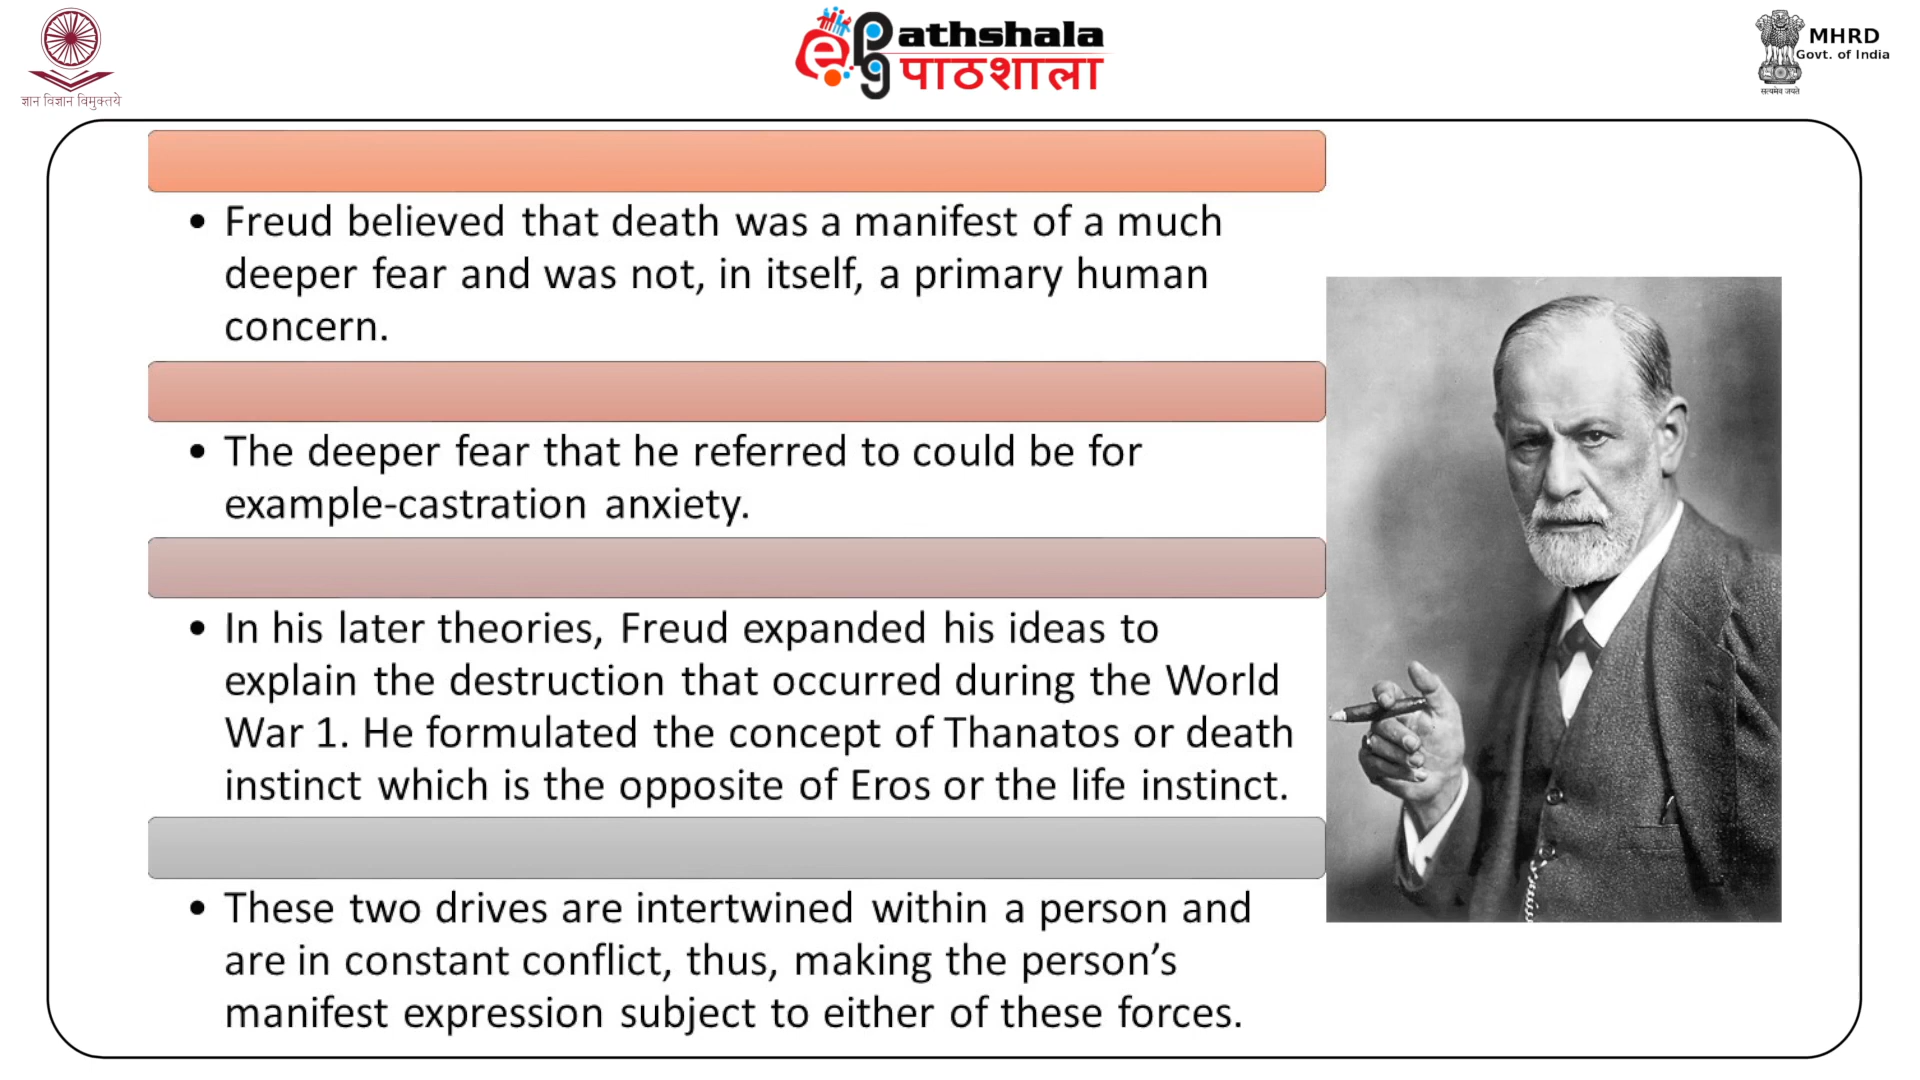 ज्ञान विज्ञान विमुक्तये
e PG Pathshala
पाठशाला
MHRD
Govt. of India
सत्यमेव जयते
• Freud believed that death was a manifest of a much
deeper fear and was not, in itself, a primary human
concern.
• The deeper fear that he referred to could be for
example-castration anxiety.
• In his later theories, Freud expanded his ideas to
explain the destruction that occurred during the World
War 1. He formulated the concept of Thanatos or death
instinct which is the opposite of Eros or the life instinct.
• These two drives are intertwined within a person and
are in constant conflict, thus, making the person’s
manifest expression subject to either of these forces.